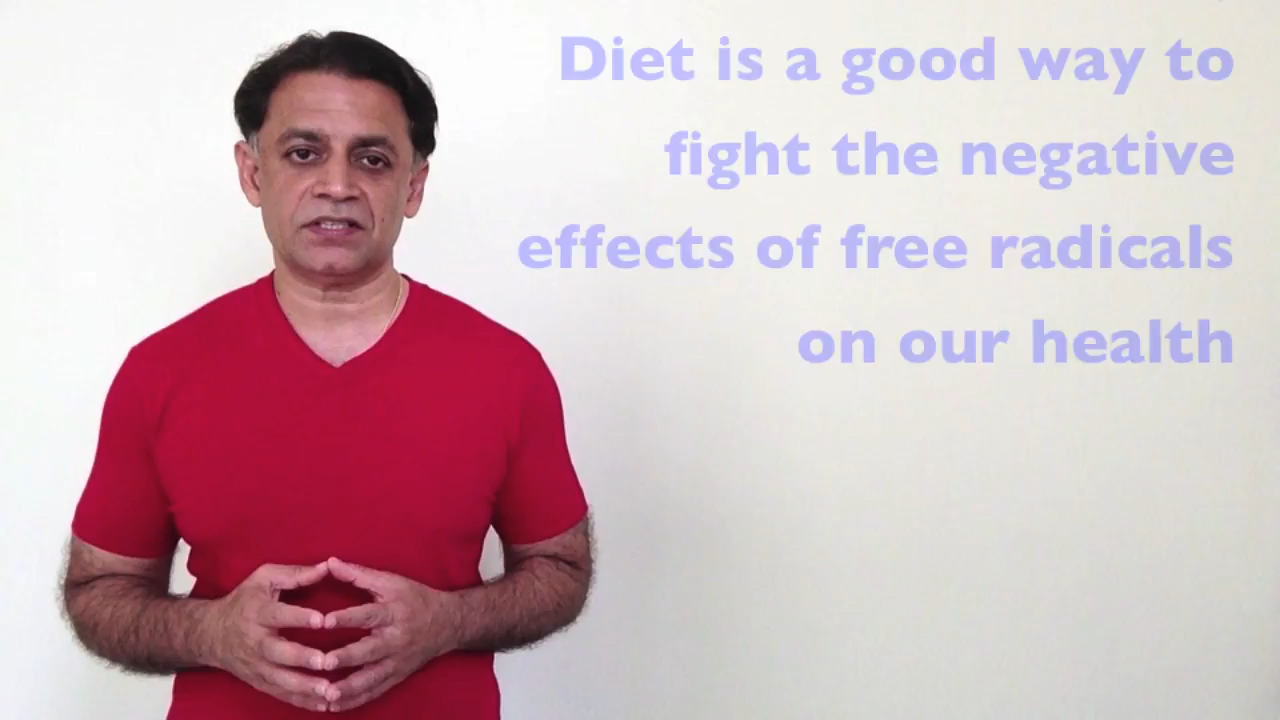 Diet is a good way to
fight the negative
effects of free radicals
on our health